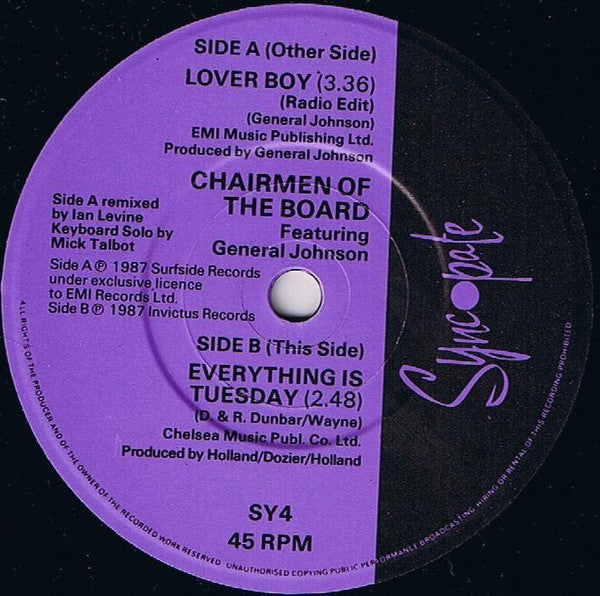 SIDE A (Other Side)
LOVER BOY (3.36)
(Radio Edit)
(General Johnson)
EMI Music Publishing Ltd.
Produced by General Johnson
CHAIRMEN OF
THE BOARD
Featuring
General Johnson
Side A remixed
by Ian Levine
Keyboard Solo by
Mick Talbot
Side A ℗ 1987 Surfside Records
under exclusive licence
to EMI Records Ltd.
Side B ℗ 1987 Invictus Records
SIDE B (This Side)
EVERYTHING IS
TUESDAY (2.48)
(D. & R. Dunbar/Wayne)
Chelsea Music Publ. Co. Ltd.
Produced by Holland/Dozier/Holland
SY4
45 RPM
Syncopate
ALL RIGHTS OF THE PRODUCER AND OF THE OWNER OF THE RECORDED WORK RESERVED UNAUTHORISED COPYING PUBLIC PERFORMANCE BROADCASTING HIRING OR RENTAL OF THIS RECORDING PROHIBITED